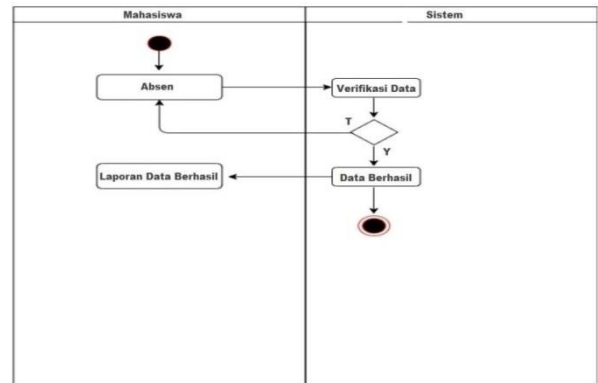 Mahasiswa
Sistem
Absen
Verifikasi Data
T
Y
Laporan Data Berhasil
Data Berhasil